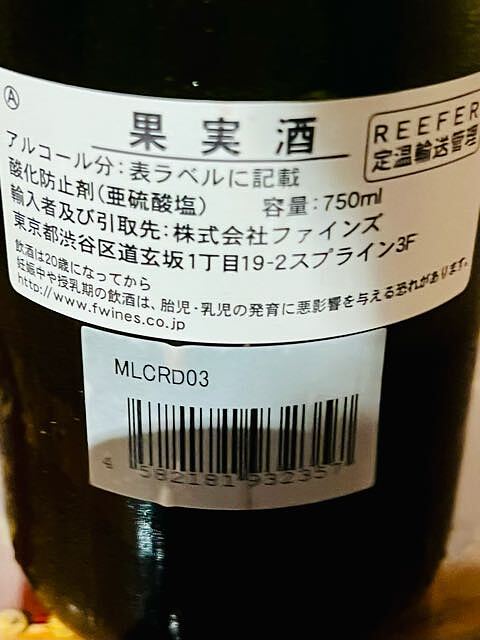 Ⓐ
果実酒
REEFER
定温輸送管理
アルコール分:表ラベルに記載
酸化防止剤(亜硫酸塩) 容量:750ml
輸入者及び引取先:株式会社ファインズ
東京都渋谷区道玄坂1丁目19-2スプライン3F
飲酒は20歳になってから
妊娠中や授乳期の飲酒は、胎児・乳児の発育に悪影響を与える恐れがあります。
http://www.fwines.co.jp
MLCRD03
4 582181 932357